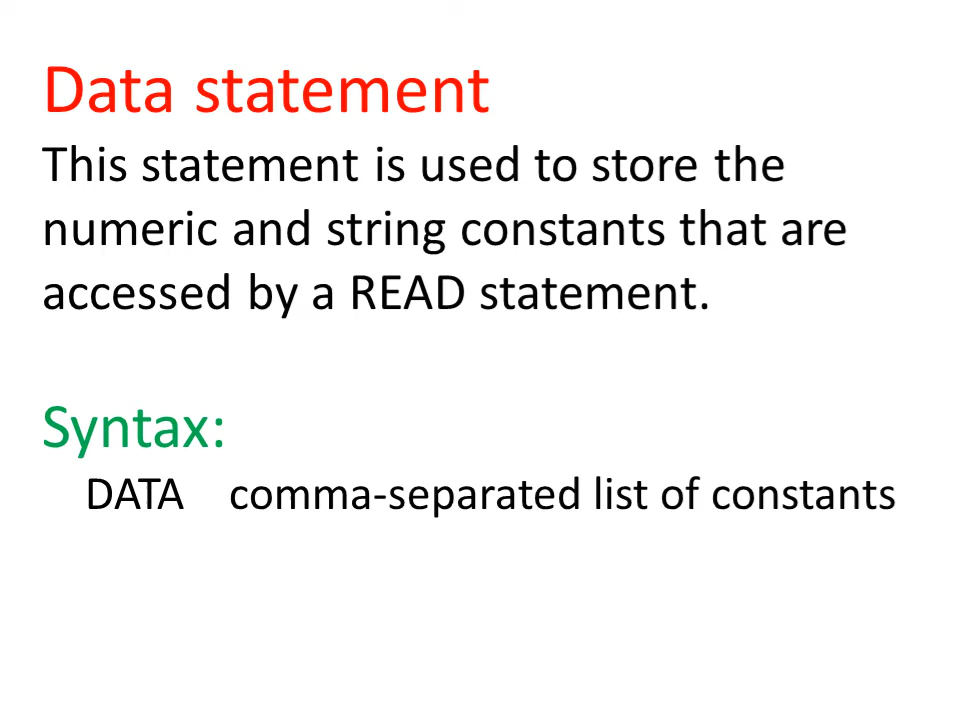 Data statement
This statement is used to store the
numeric and string constants that are
accessed by a READ statement.
Syntax:
DATA comma-separated list of constants